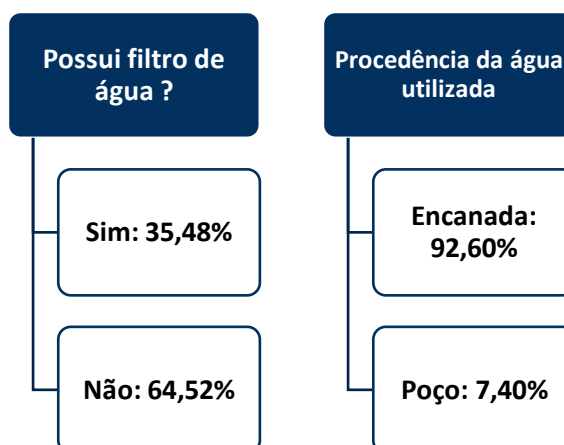 Possui filtro de
água ?
Sim: 35,48%
Não: 64,52%
Procedência da água
utilizada
Encanada:
92,60%
Poço: 7,40%